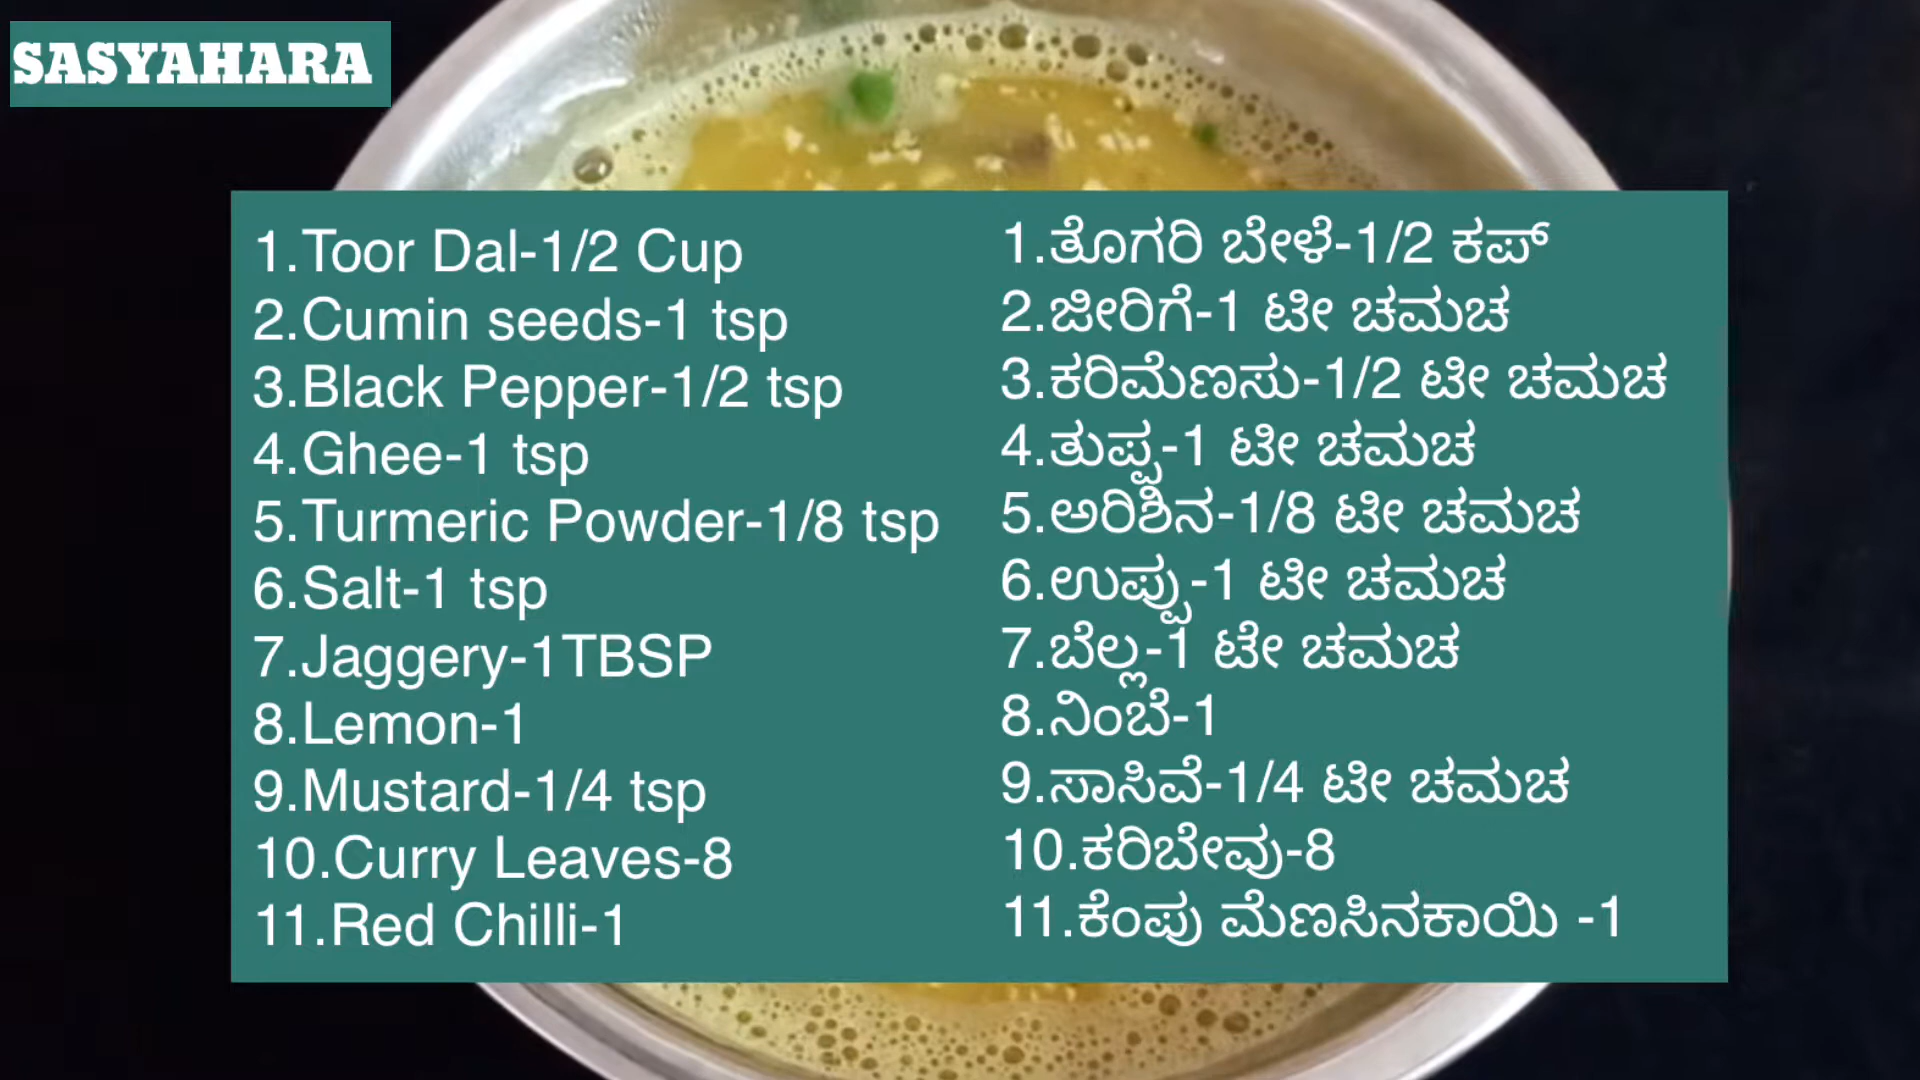 SASYAHARA
1.Toor Dal-1/2 Cup
2.Cumin seeds-1 tsp
3.Black Pepper-1/2 tsp
4.Ghee-1 tsp
5.Turmeric Powder-1/8 tsp
6.Salt-1 tsp
7.Jaggery-1TBSP
8.Lemon-1
9.Mustard-1/4 tsp
10.Curry Leaves-8
11.Red Chilli-1
1.ತೊಗರಿ ಬೇಳೆ-1/2 ಕಪ್
2.ಜೀರಿಗೆ-1 ಟೀ ಚಮಚ
3.ಕರಿಮೆಣಸು-1/2 ಟೀ ಚಮಚ
4.ತುಪ್ಪ-1 ಟೀ ಚಮಚ
5.ಅರಿಶಿನ-1/8 ಟೀ ಚಮಚ
6.ಉಪ್ಪು-1 ಟೀ ಚಮಚ
7.ಬೆಲ್ಲ-1 ಟೇ ಚಮಚ
8.ನಿಂಬೆ-1
9.ಸಾಸಿವೆ-1/4 ಟೀ ಚಮಚ
10.ಕರಿಬೇವು-8
11.ಕೆಂಪು ಮೆಣಸಿನಕಾಯಿ -1